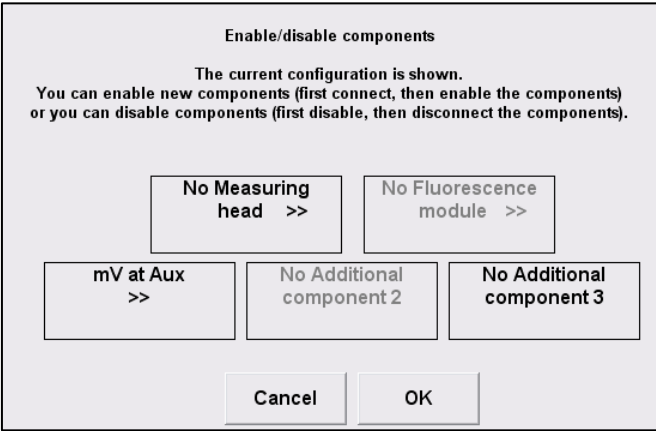 Enable/disable components
The current configuration is shown.
You can enable new components (first connect, then enable the components)
or you can disable components (first disable, then disconnect the components).
No Measuring
head >>
No Fluorescence
module >>
mV at Aux
>>
No Additional
component 2
No Additional
component 3
Cancel
OK